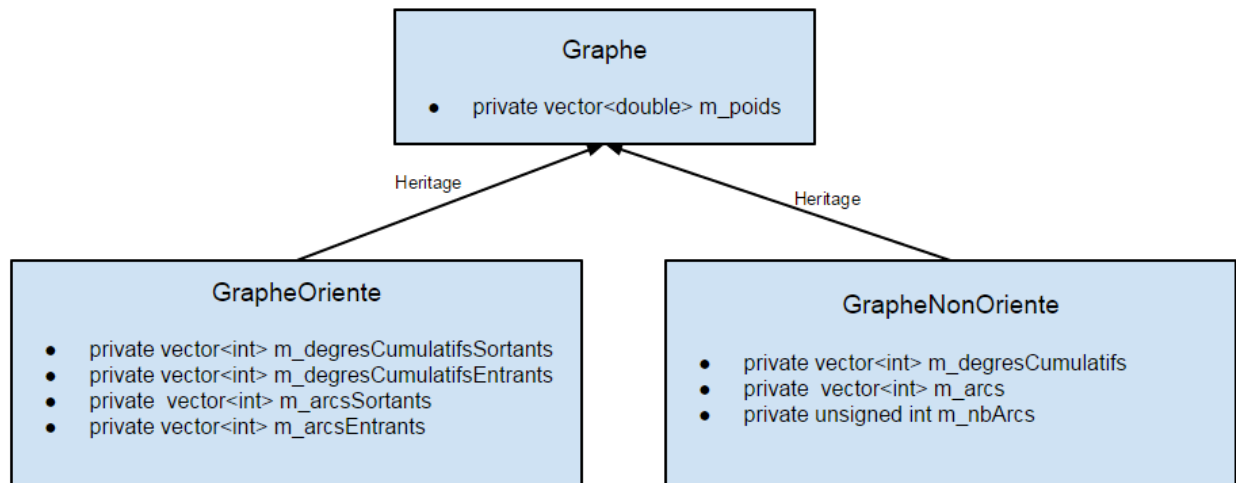 Graphe
● private vector<double> m_poids
Heritage
Heritage
GrapheOriente
● private vector<int> m_degresCumulatifsSortants
● private vector<int> m_degresCumulatifsEntrants
● private  vector<int> m_arcsSortants
● private vector<int> m_arcsEntrants
GrapheNonOriente
● private vector<int> m_degresCumulatifs
● private  vector<int> m_arcs
● private unsigned int m_nbArcs